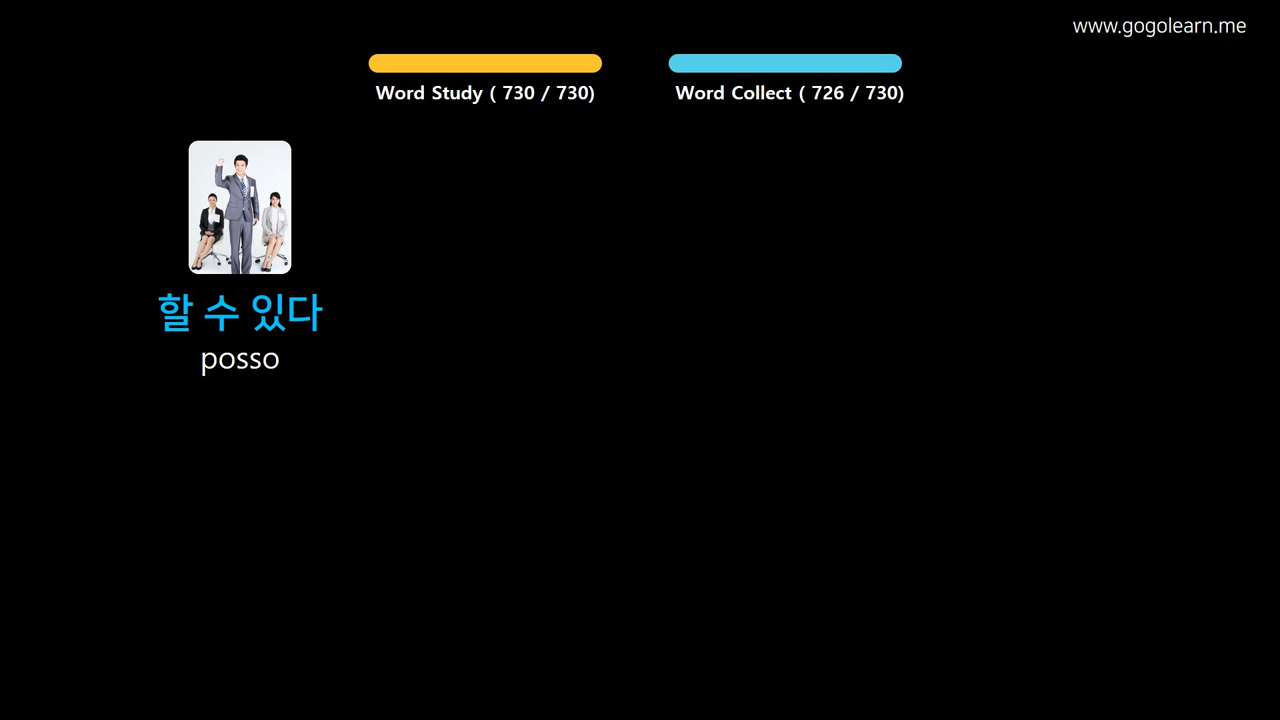 www.gogolearn.me
Word Study ( 730 / 730)
Word Collect ( 726 / 730)
할 수 있다
posso